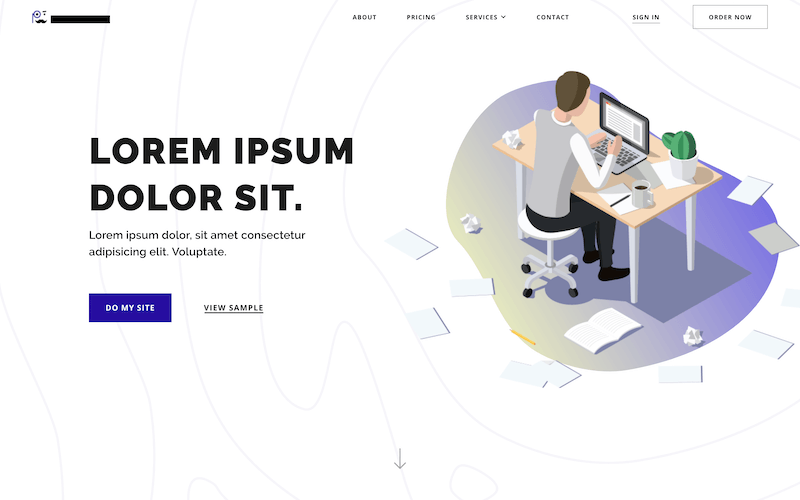 ABOUT
PRICING
SERVICES
CONTACT
SIGN IN
ORDER NOW
LOREM IPSUM
DOLOR SIT.
Lorem ipsum dolor, sit amet consectetur
adipisicing elit. Voluptate.
DO MY SITE
VIEW SAMPLE